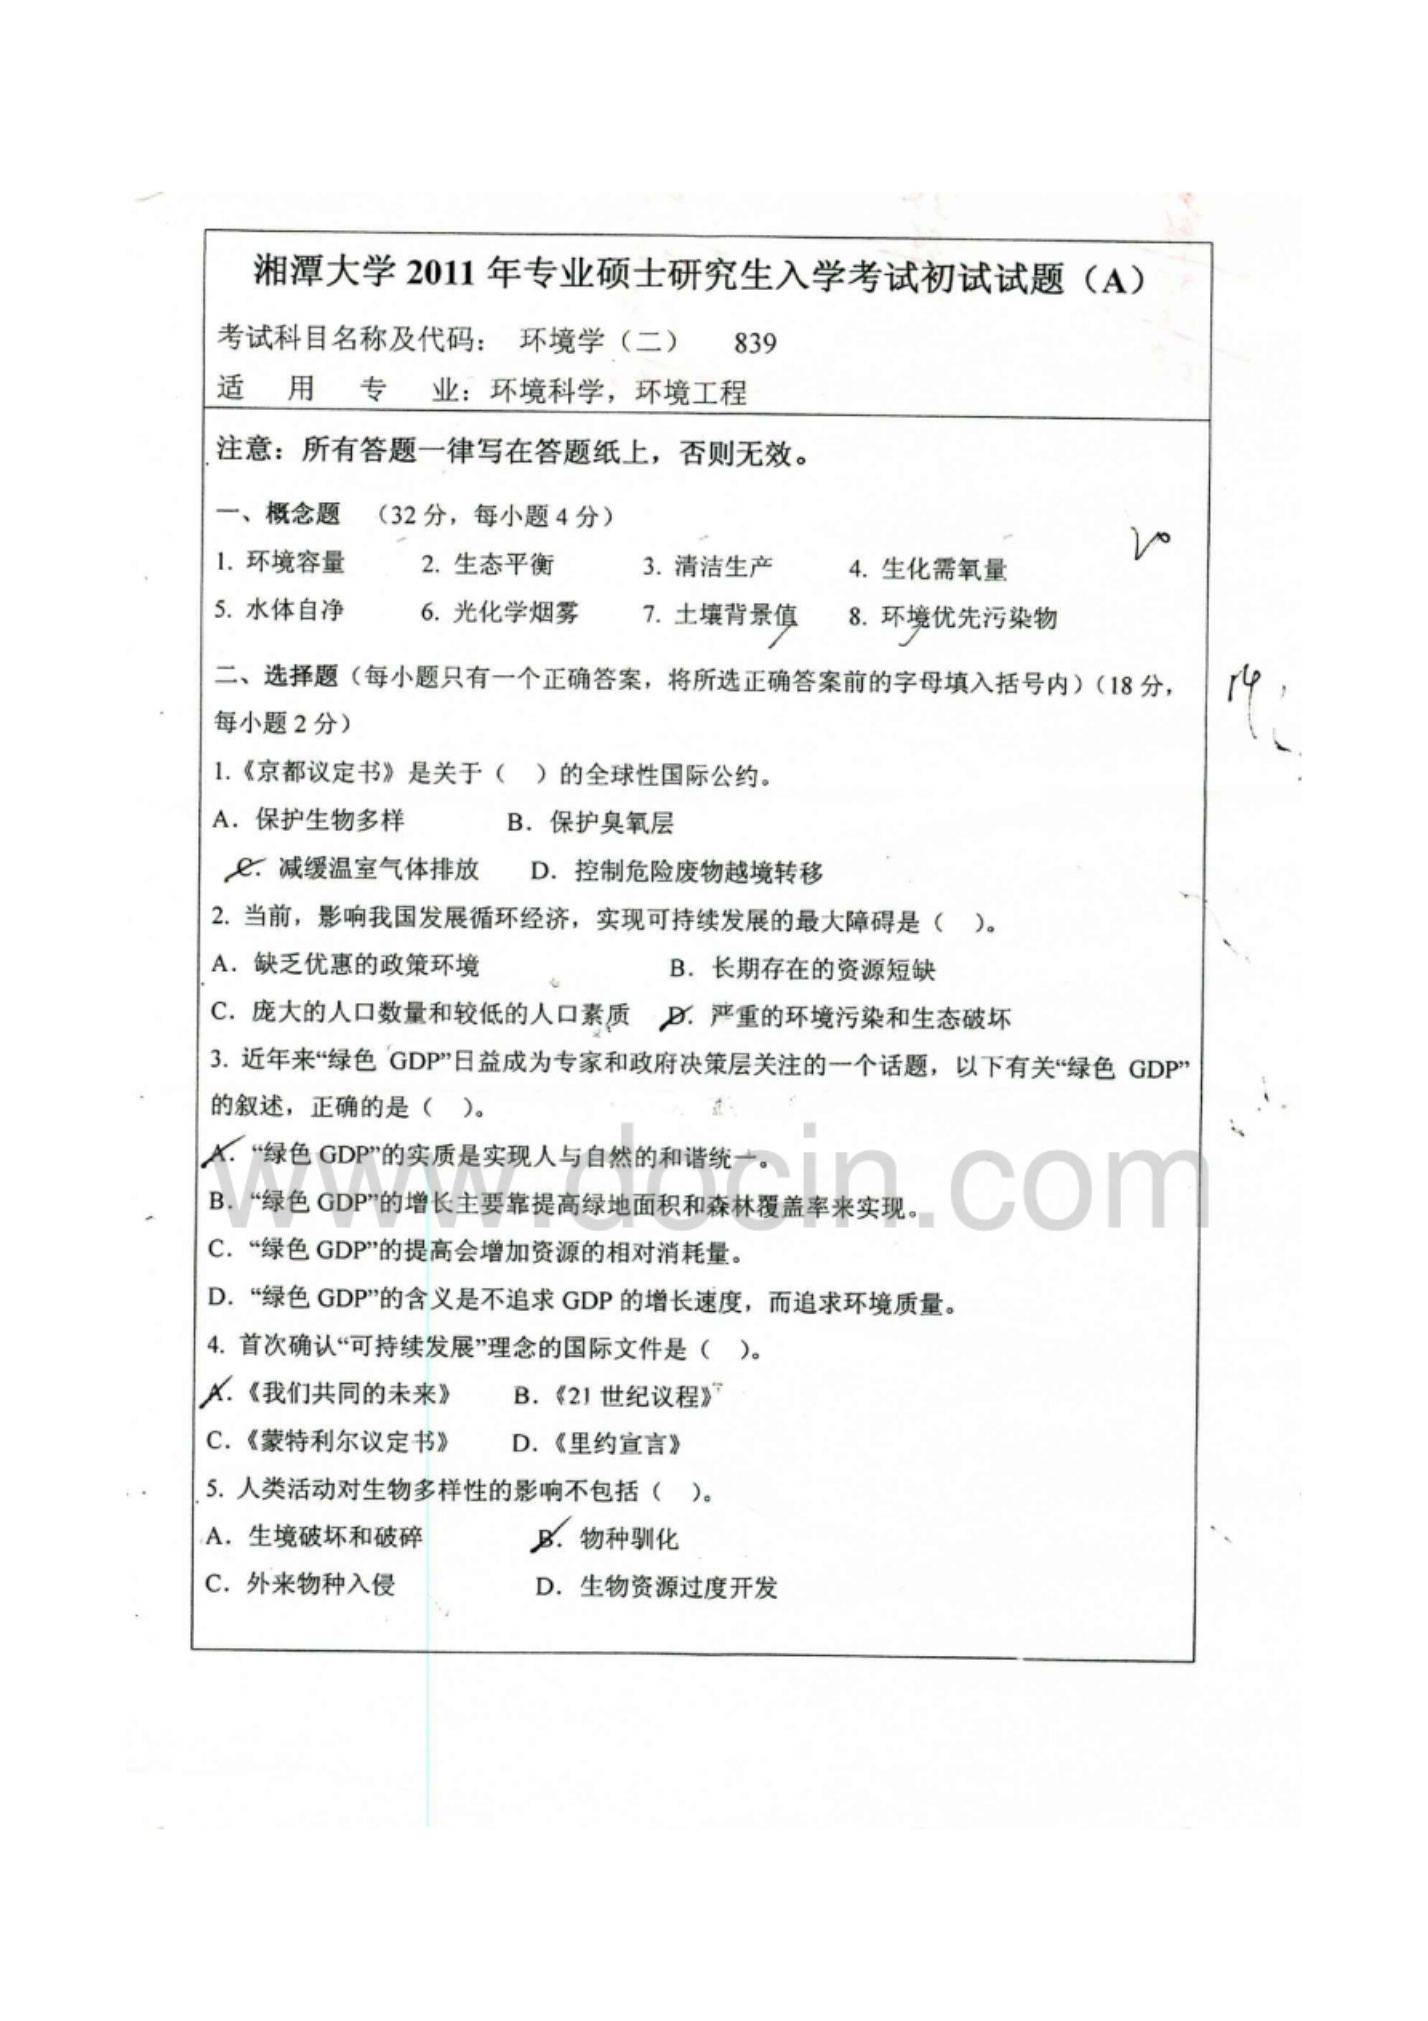 湘潭大学 2011 年专业硕士研究生入学考试初试试题（A）
考试科目名称及代码： 环境学（二） 839
适 用 专 业：环境科学，环境工程
注意：所有答题一律写在答题纸上，否则无效。
一、概念题 （32 分，每小题 4 分）
20
1. 环境容量 2. 生态平衡 3. 清洁生产 4. 生化需氧量
5. 水体自净 6. 光化学烟雾 7. 土壤背景值 8. 环境优先污染物
二、选择题（每小题只有一个正确答案，将所选正确答案前的字母填入括号内）（18 分，
14
每小题 2 分）
1.《京都议定书》是关于（ ）的全球性国际公约。
A. 保护生物多样 B. 保护臭氧层
C. 减缓温室气体排放 D. 控制危险废物越境转移
2. 当前，影响我国发展循环经济，实现可持续发展的最大障碍是（ ）。
A. 缺乏优惠的政策环境 B. 长期存在的资源短缺
C. 庞大的人口数量和较低的人口素质 D. 严重的环境污染和生态破坏
3. 近年来“绿色 GDP”日益成为专家和政府决策层关注的一个话题，以下有关“绿色 GDP”
的叙述，正确的是（ ）。
A. “绿色 GDP”的实质是实现人与自然的和谐统一。
www.docin.com
B. “绿色 GDP”的增长主要靠提高绿地面积和森林覆盖率来实现。
C. “绿色 GDP”的提高会增加资源的相对消耗量。
D. “绿色 GDP”的含义是不追求 GDP 的增长速度，而追求环境质量。
4. 首次确认“可持续发展”理念的国际文件是（ ）。
A.《我们共同的未来》 B.《21 世纪议程》
C.《蒙特利尔议定书》 D.《里约宣言》
5. 人类活动对生物多样性的影响不包括（ ）。
A. 生境破坏和破碎 B. 物种驯化
C. 外来物种入侵 D. 生物资源过度开发